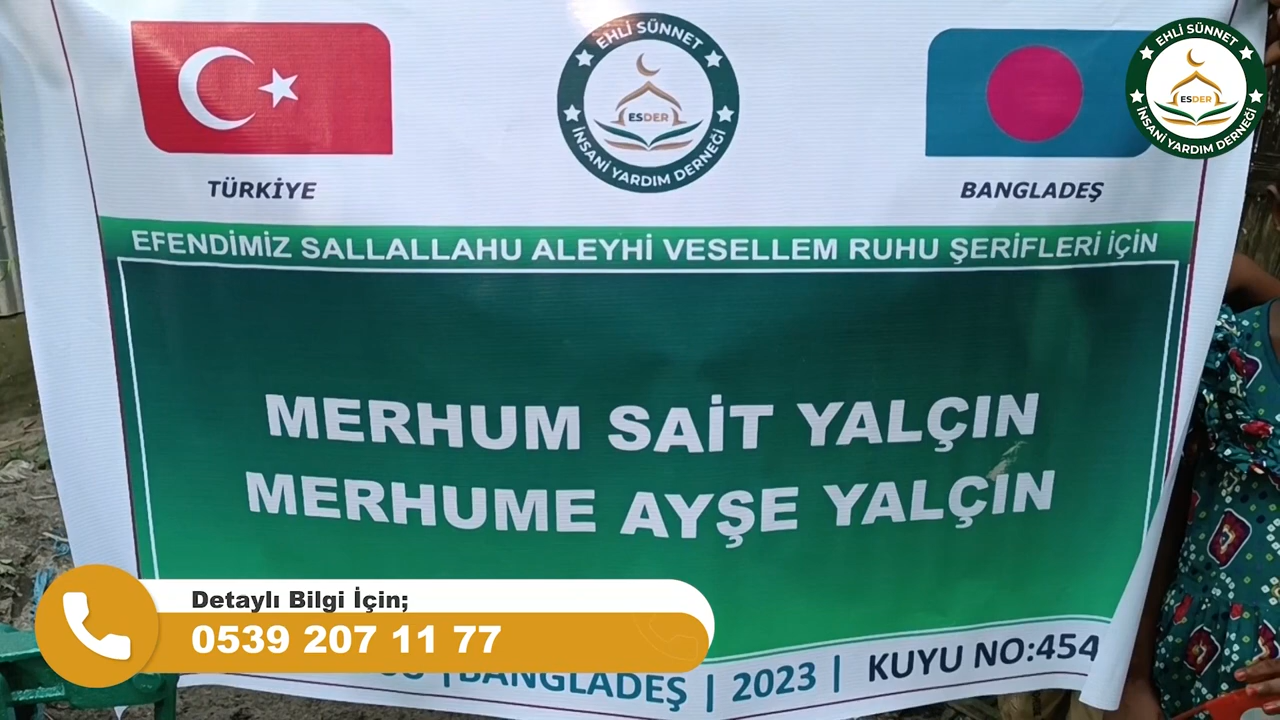 EHLİ SÜNNET
ESDER
İNSANİ YARDIM DERNEĞİ
EHLİ SÜNNET
ESDER
İNSANİ YARDIM DERNEĞİ
TÜRKİYE
BANGLADEŞ
EFENDİMİZ SALLALLAHU ALEYHİ VESELLEM RUHU ŞERİFLERİ İÇİN
MERHUM SAİT YALÇIN
MERHUME AYŞE YALÇIN
Detaylı Bilgi İçin;
0539 207 11 77
|BANGLADEŞ | 2023 | KUYU NO:454